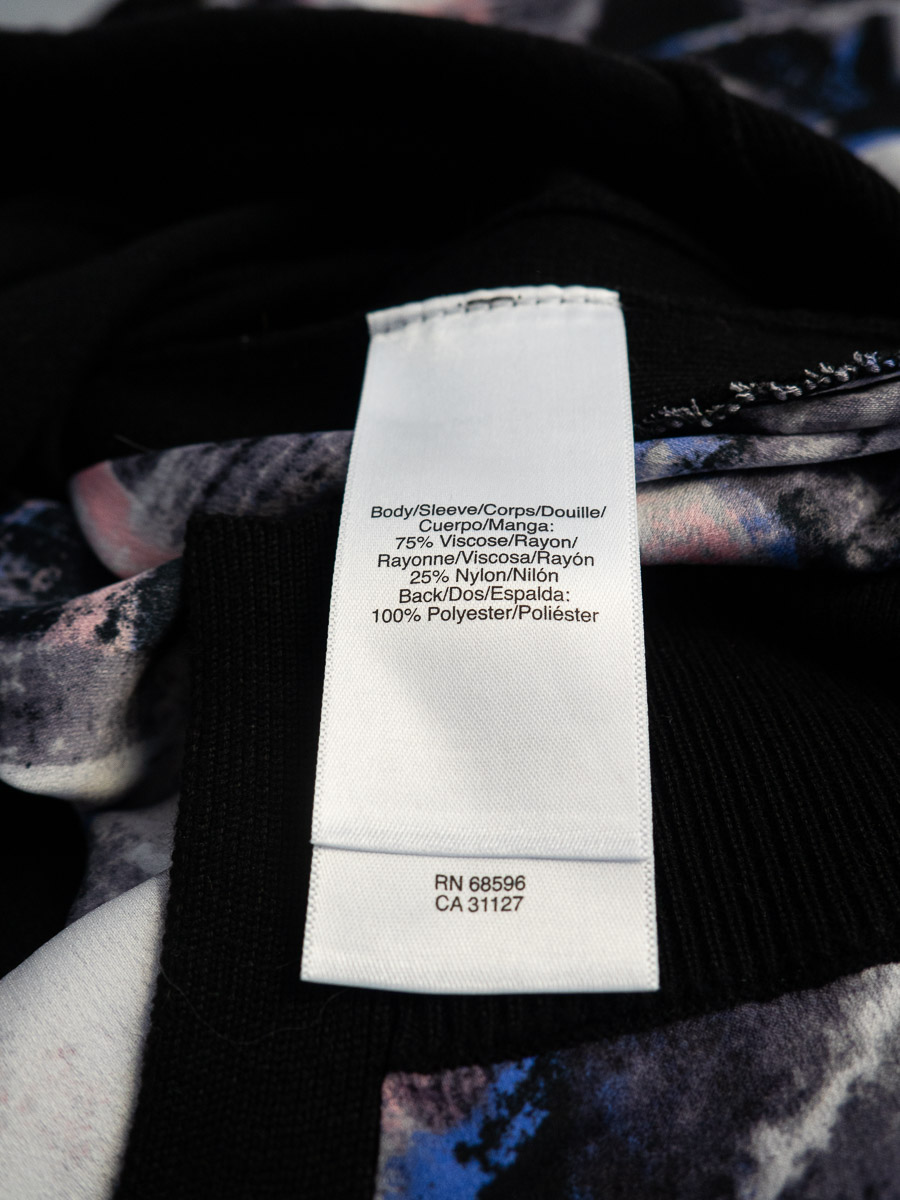 Body/Sleeve/Corps/Douille/
Cuerpo/Manga:
75% Viscose/Rayon/
Rayonne/Viscosa/Rayón
25% Nylon/Nilón
Back/Dos/Espalda:
100% Polyester/Poliéster
RN 68596
CA 31127